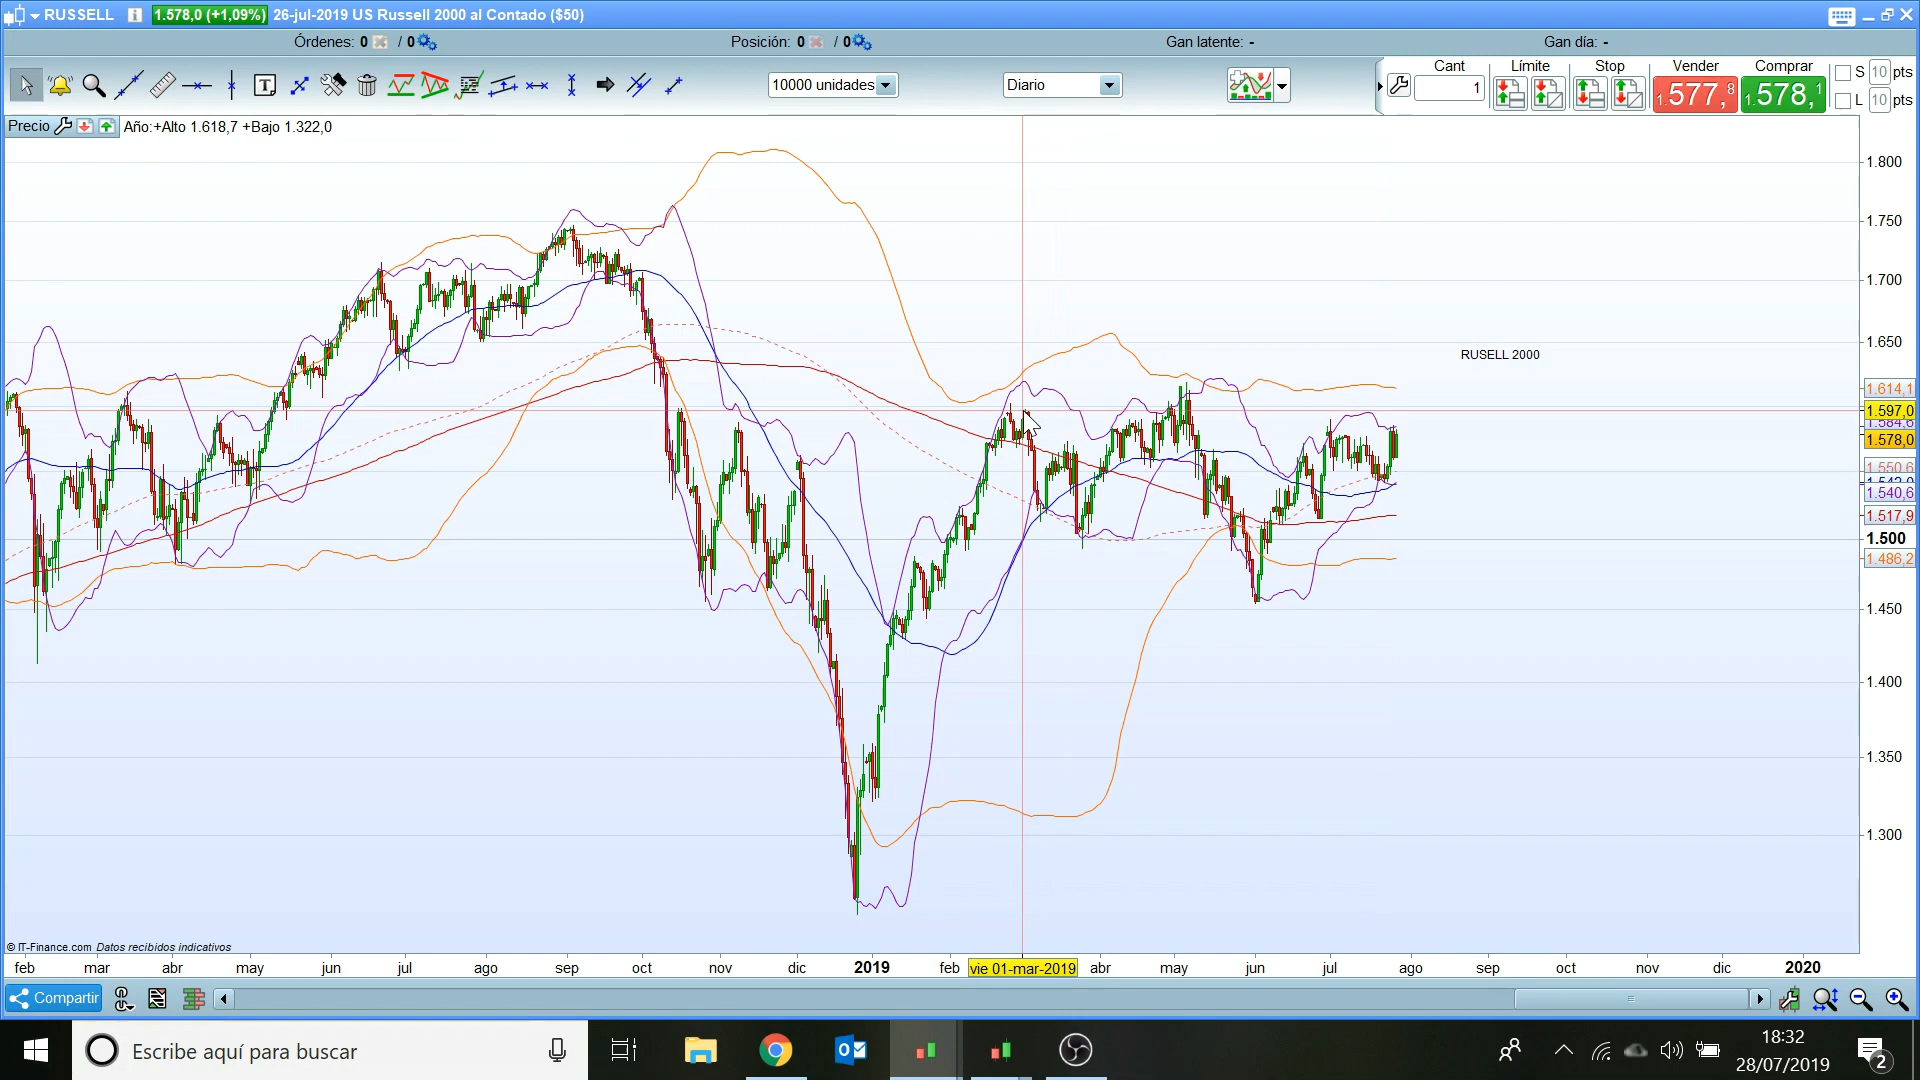 RUSSELL 1.578,0 (+1,09%) 26-jul-2019 US Russell 2000 al Contado ($50)
Órdenes: 0 / 0 Posición: 0 / 0 Gan latente: - Gan día: -
10000 unidades Diario
Cant Límite Stop Vender Comprar
1 1.577,8 1.578,1
S 10 pts
L 10 pts
Precio Año:+Alto 1.618,7 +Bajo 1.322,0
1.800
1.750
1.700
1.650
RUSELL 2000
1.614,1
1.597,0
1.584,6
1.578,0
1.550,6
1.540,6
1.517,9
1.500
1.486,2
1.450
1.400
1.350
1.300
© IT-Finance.com Datos recibidos indicativos
feb mar abr may jun jul ago sep oct nov dic 2019 feb vie 01-mar-2019 abr may jun jul ago sep oct nov dic 2020
Compartir
Escribe aquí para buscar
18:32
28/07/2019
2